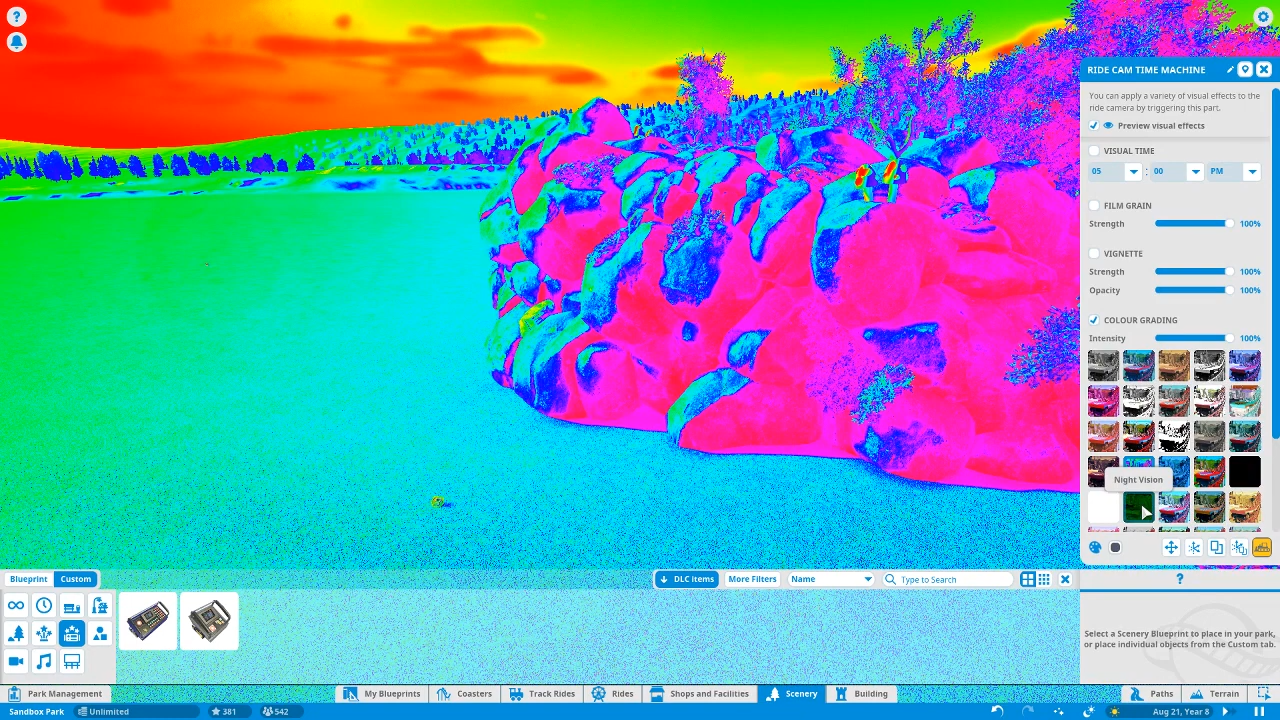 ?
RIDE CAM TIME MACHINE
You can apply a variety of visual effects to the
ride camera by triggering this part.
Preview visual effects
VISUAL TIME
05 : 00 PM
FILM GRAIN
Strength 100%
VIGNETTE
Strength 100%
Opacity 100%
COLOUR GRADING
Intensity 100%
Night Vision
Blueprint Custom
DLC Items More Filters Name Type to Search
?
Select a Scenery Blueprint to place in your park,
or place individual objects from the Custom tab.
Park Management My Blueprints Coasters Track Rides Rides Shops and Facilities Scenery Building Paths Terrain
Sandbox Park Unlimited 381 542 Aug 21, Year 8